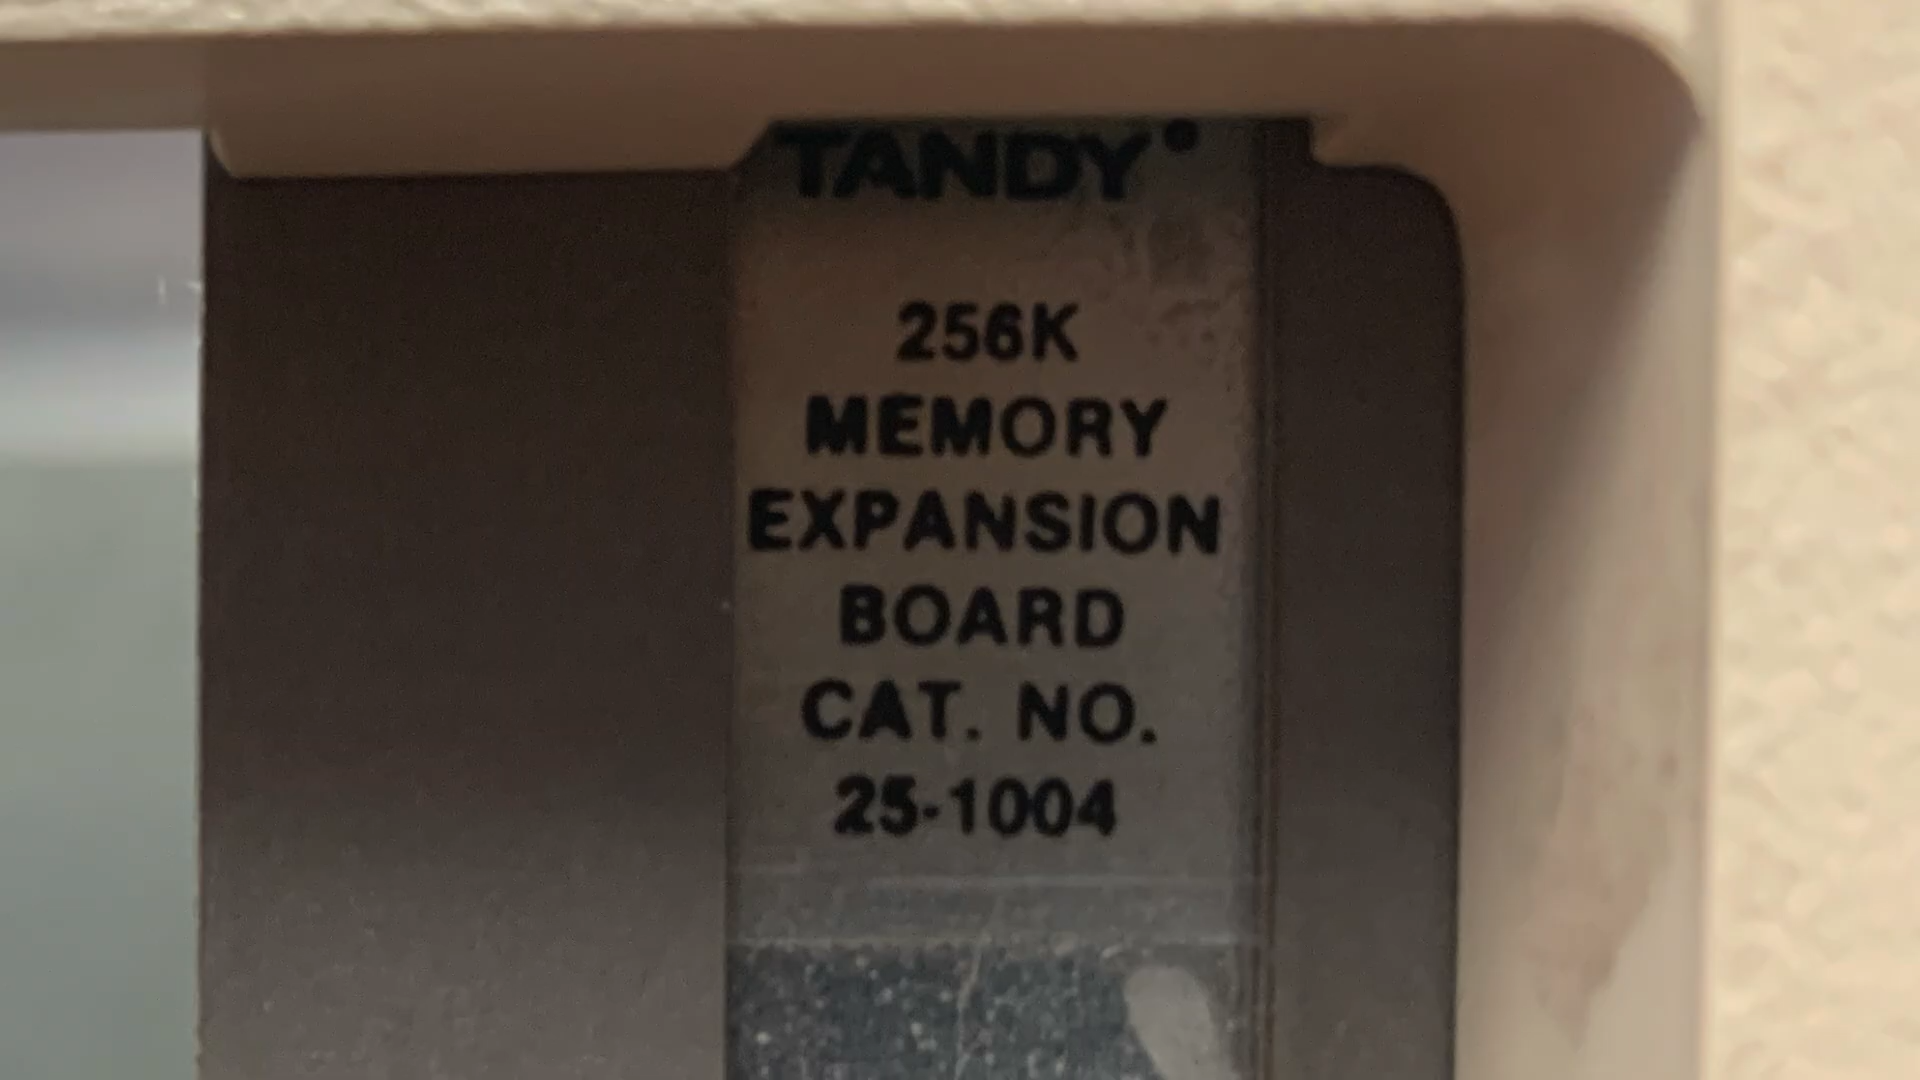 TANDY®
256K
MEMORY
EXPANSION
BOARD
CAT. NO.
25-1004